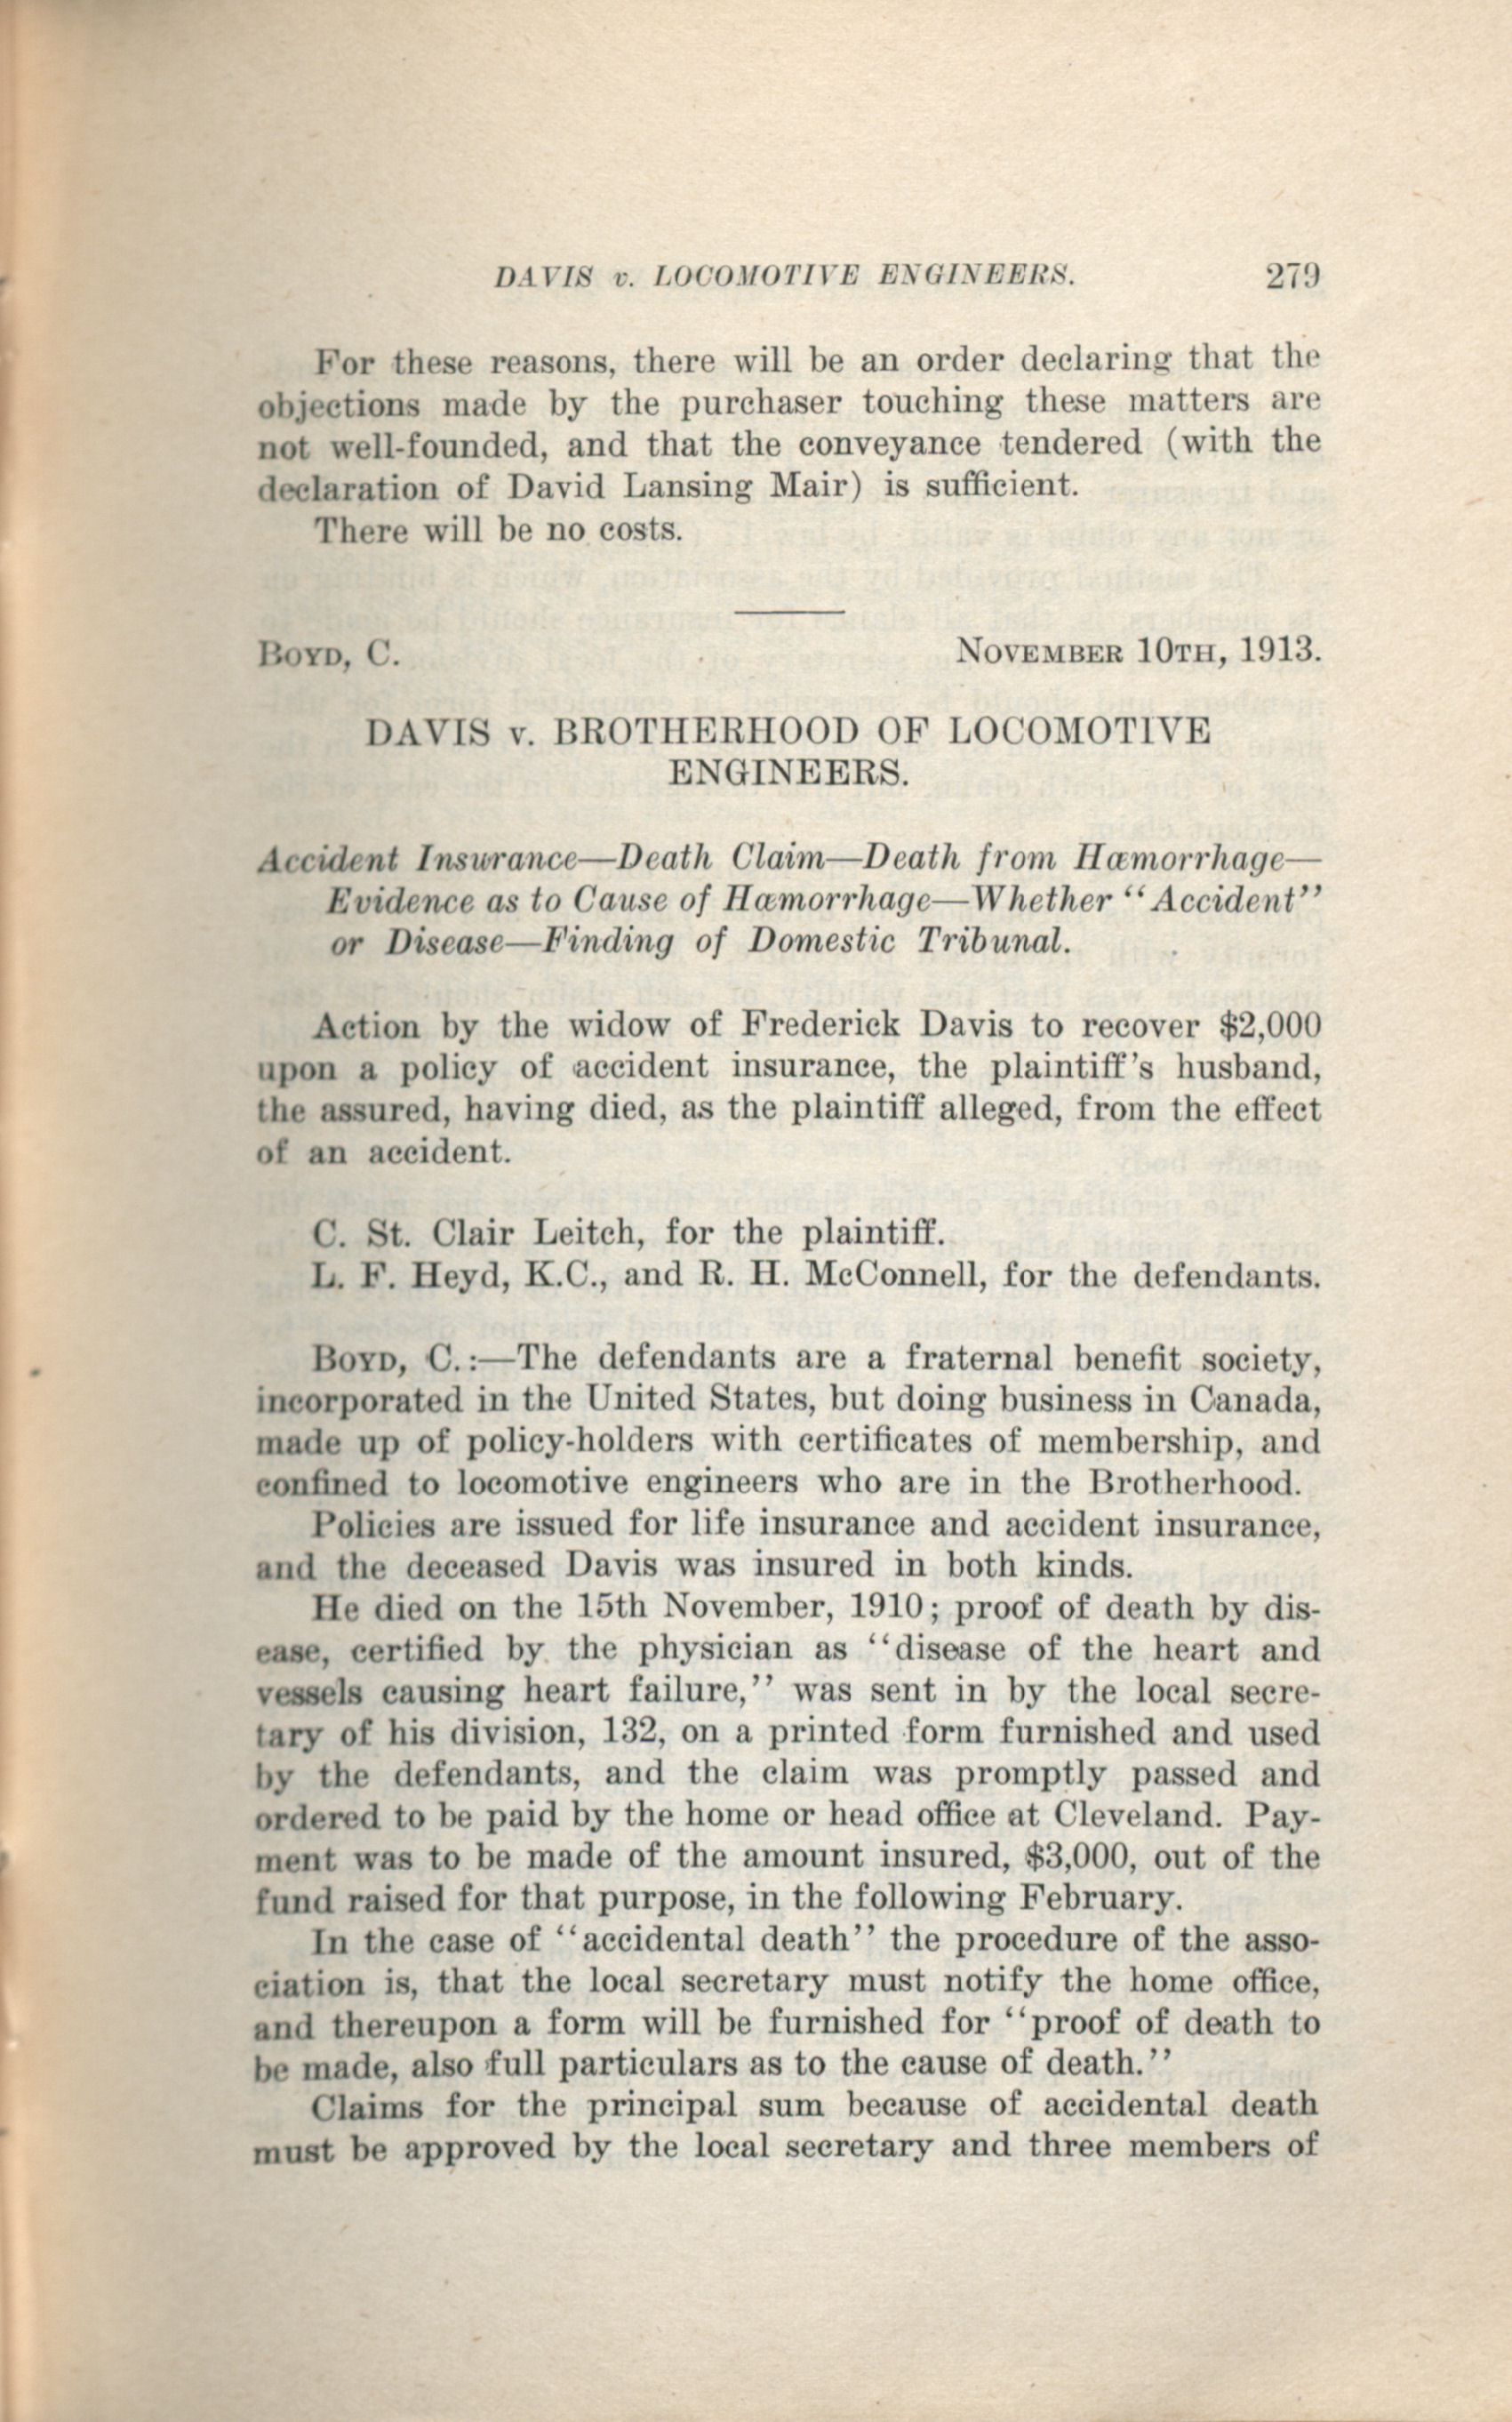 DAVIS v. LOCOMOTIVE ENGINEERS. 279
For these reasons, there will be an order declaring that the
objections made by the purchaser touching these matters are
not well-founded, and that the conveyance tendered (with the
declaration of David Lansing Mair) is sufficient.
There will be no costs.
BOYD, C. NOVEMBER 10TH, 1913.
DAVIS v. BROTHERHOOD OF LOCOMOTIVE
ENGINEERS.
Accident Insurance—Death Claim—Death from Hæmorrhage—
Evidence as to Cause of Hæmorrhage—Whether "Accident"
or Disease—Finding of Domestic Tribunal.
Action by the widow of Frederick Davis to recover $2,000
upon a policy of accident insurance, the plaintiff's husband,
the assured, having died, as the plaintiff alleged, from the effect
of an accident.
C. St. Clair Leitch, for the plaintiff.
L. F. Heyd, K.C., and R. H. McConnell, for the defendants.
BOYD, C.:—The defendants are a fraternal benefit society,
incorporated in the United States, but doing business in Canada,
made up of policy-holders with certificates of membership, and
confined to locomotive engineers who are in the Brotherhood.
Policies are issued for life insurance and accident insurance,
and the deceased Davis was insured in both kinds.
He died on the 15th November, 1910; proof of death by dis-
ease, certified by the physician as "disease of the heart and
vessels causing heart failure," was sent in by the local secre-
tary of his division, 132, on a printed form furnished and used
by the defendants, and the claim was promptly passed and
ordered to be paid by the home or head office at Cleveland. Pay-
ment was to be made of the amount insured, $3,000, out of the
fund raised for that purpose, in the following February.
In the case of "accidental death" the procedure of the asso-
ciation is, that the local secretary must notify the home office,
and thereupon a form will be furnished for "proof of death to
be made, also full particulars as to the cause of death."
Claims for the principal sum because of accidental death
must be approved by the local secretary and three members of